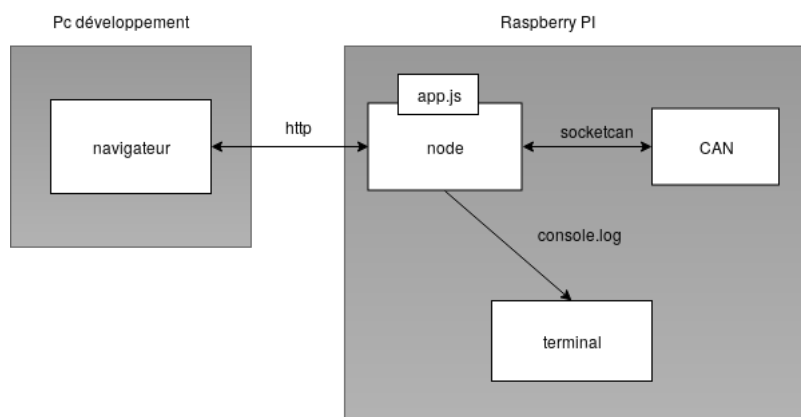 Pc développement
Raspberry PI
app.js
http
navigateur
node
socketcan
CAN
console.log
terminal